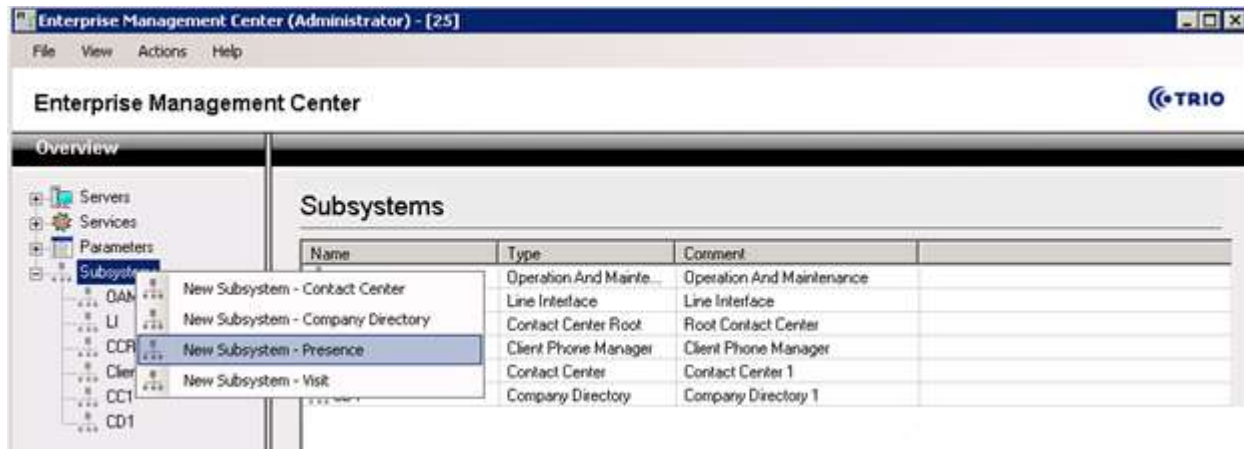 Enterprise Management Center (Administrator) - [25]
File View Actions Help
Enterprise Management Center
TRIO
Overview
Servers
Services
Parameters
Subsystems
Name Type Comment
Operation And Mainte... Operation And Maintenance
OAM
New Subsystem - Contact Center
Line Interface Line Interface
LI
New Subsystem - Company Directory
Contact Center Root Root Contact Center
CCR
New Subsystem - Presence
Client Phone Manager Client Phone Manager
Clien
New Subsystem - Visit
Contact Center Contact Center 1
CC1
Company Directory Company Directory 1
CD1